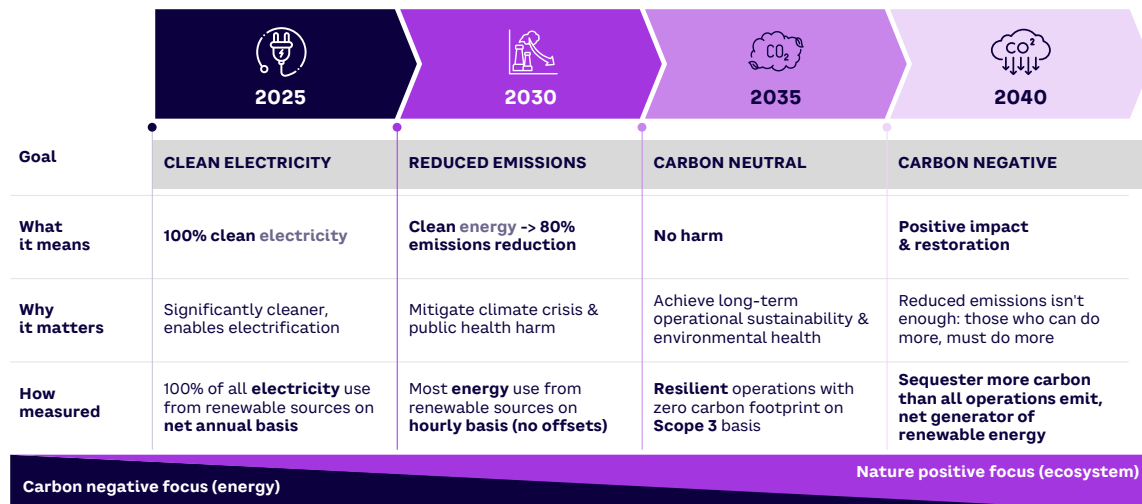 2025
2030
CO₂
2035
CO²
2040
Goal
CLEAN ELECTRICITY
REDUCED EMISSIONS
CARBON NEUTRAL
CARBON NEGATIVE
What
it means
100% clean electricity
Clean energy -> 80%
emissions reduction
No harm
Positive impact
& restoration
Why
it matters
Significantly cleaner,
enables electrification
Mitigate climate crisis &
public health harm
Achieve long-term
operational sustainability &
environmental health
Reduced emissions isn't
enough: those who can do
more, must do more
How
measured
100% of all electricity use
from renewable sources on
net annual basis
Most energy use from
renewable sources on
hourly basis (no offsets)
Resilient operations with
zero carbon footprint on
Scope 3 basis
Sequester more carbon
than all operations emit,
net generator of
renewable energy
Carbon negative focus (energy)
Nature positive focus (ecosystem)